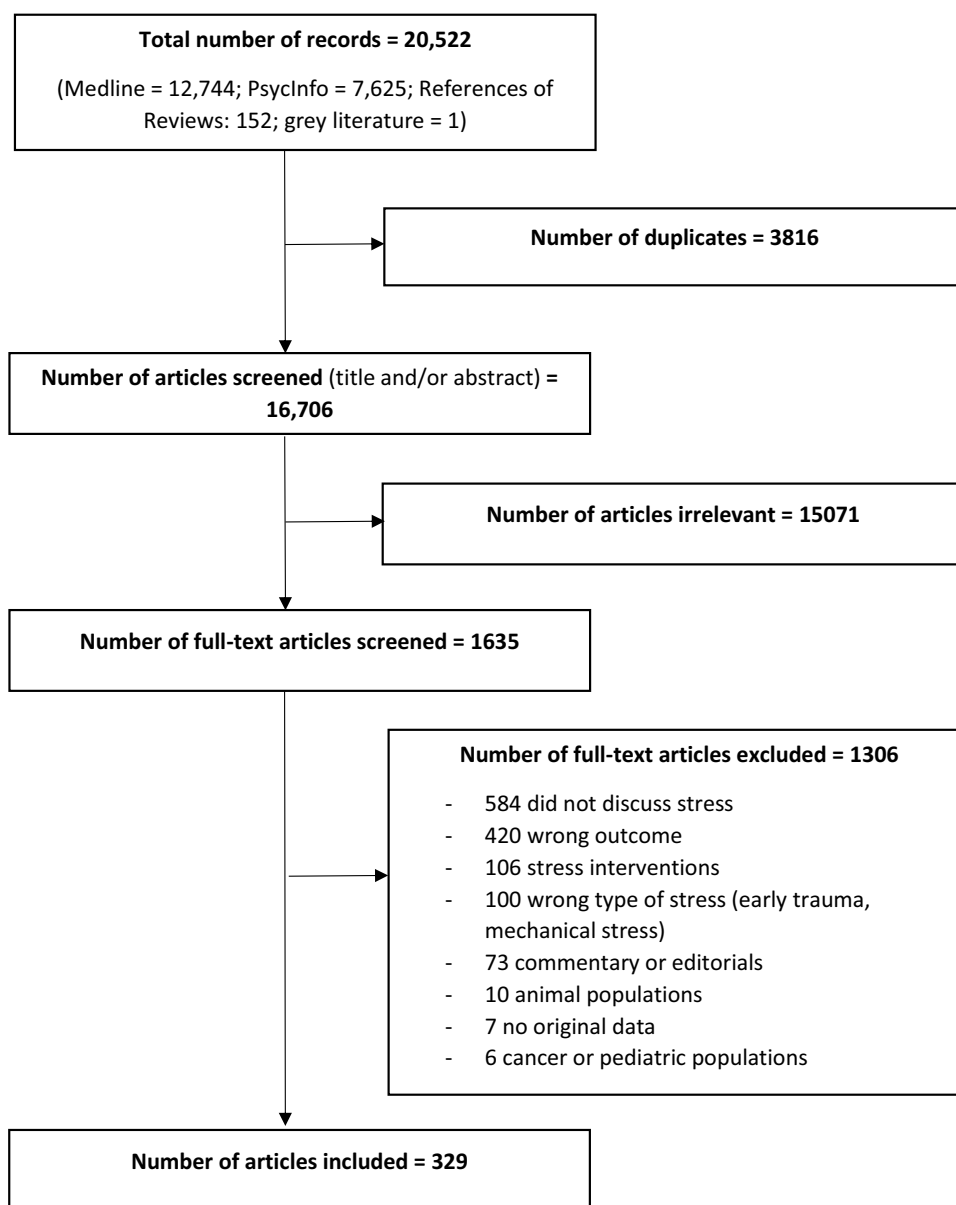 Total number of records = 20,522
(Medline = 12,744; PsycInfo = 7,625; References of
Reviews: 152; grey literature = 1)
Number of duplicates = 3816
Number of articles screened (title and/or abstract) =
16,706
Number of articles irrelevant = 15071
Number of full-text articles screened = 1635
Number of full-text articles excluded = 1306
- 584 did not discuss stress
- 420 wrong outcome
- 106 stress interventions
- 100 wrong type of stress (early trauma,
mechanical stress)
- 73 commentary or editorials
- 10 animal populations
- 7 no original data
- 6 cancer or pediatric populations
Number of articles included = 329